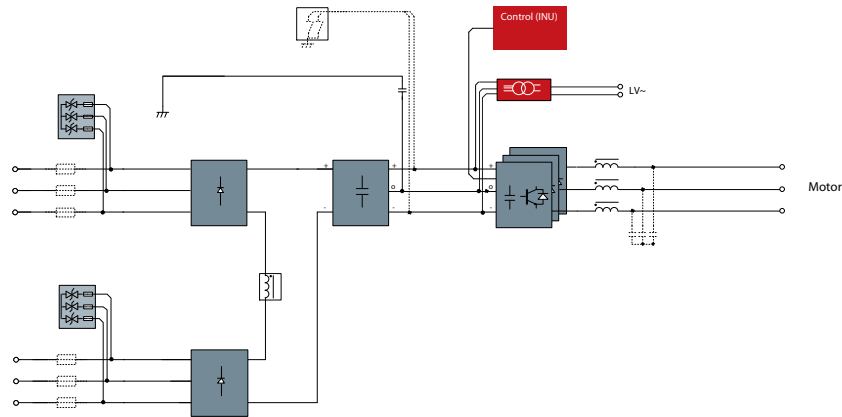 Control (INU)
LV~
+
+
+
o
o
-
-
-
Motor